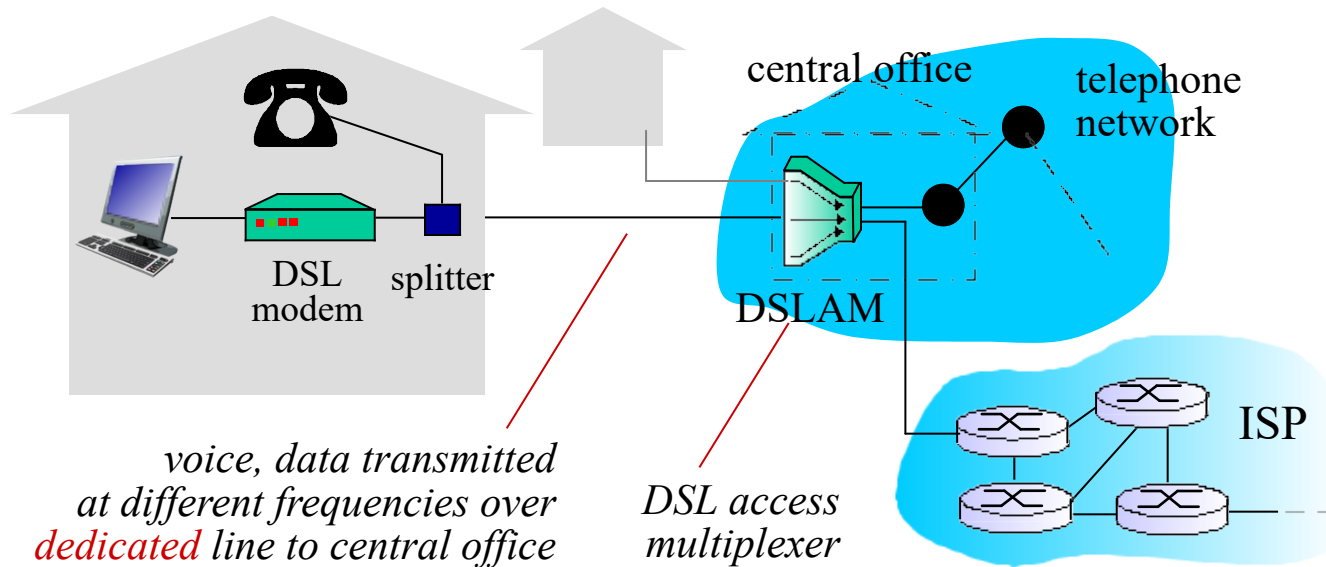 central office
telephone
network
DSL
modem
splitter
DSLAM
ISP
voice, data transmitted
at different frequencies over
dedicated line to central office
DSL access
multiplexer